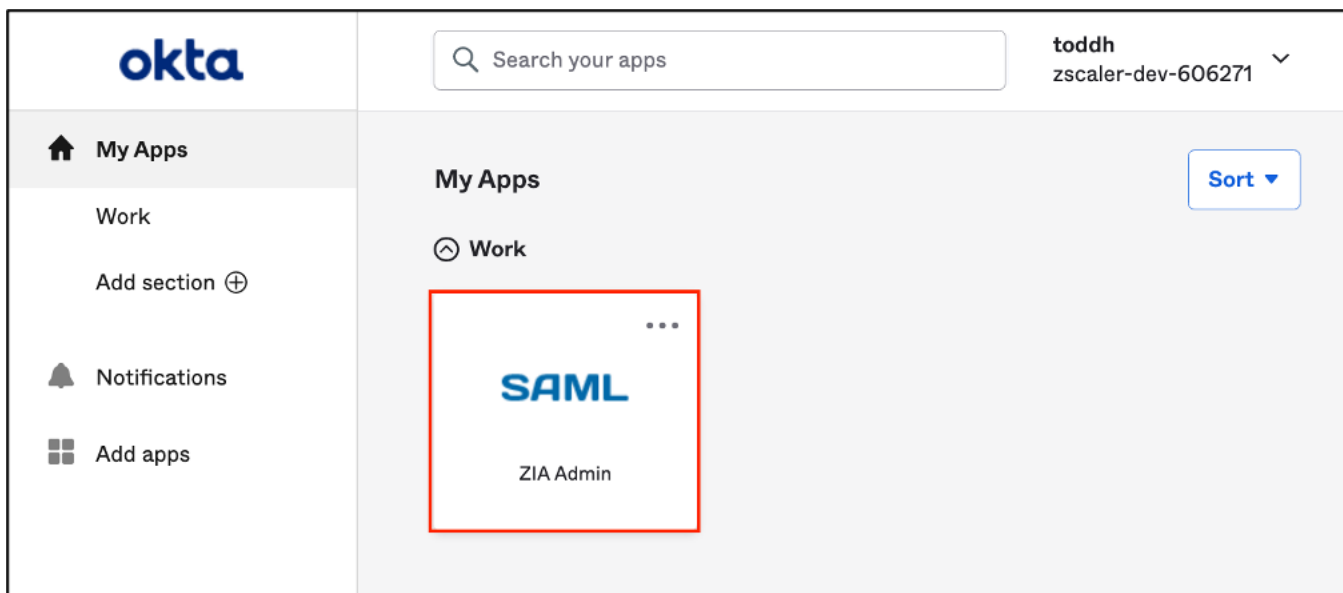 okta
Search your apps
toddh
zscaler-dev-606271
My Apps
Work
Add section
Notifications
Add apps
My Apps
Sort
Work
SAML
ZIA Admin